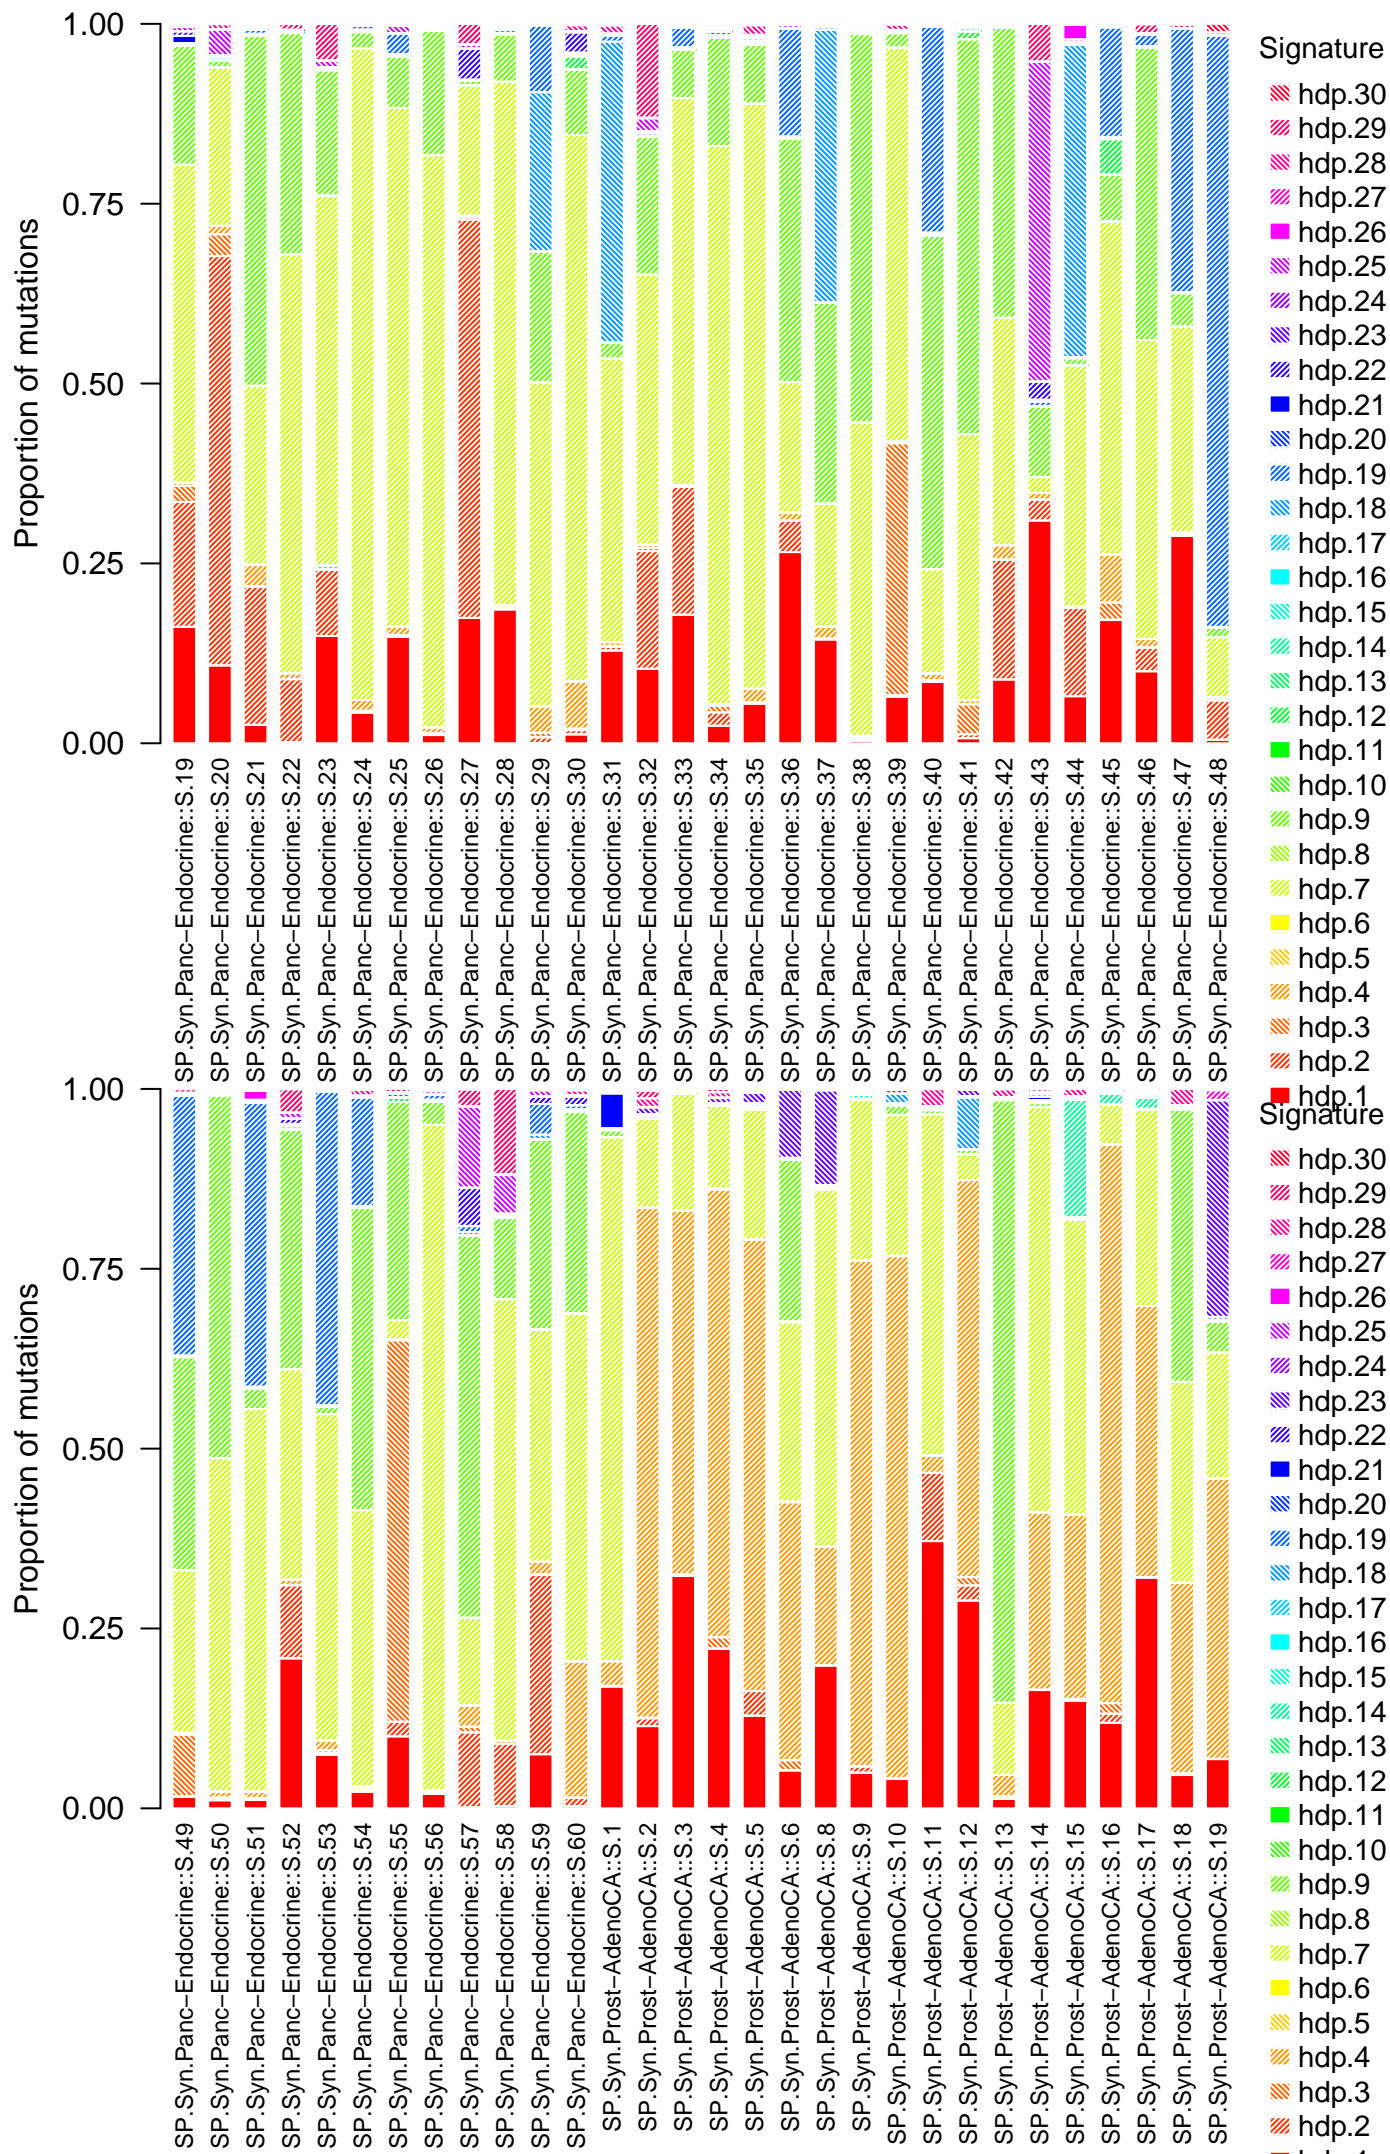 Proportion of mutations
1.00
0.75
0.50
0.25
0.00
SP.Syn.Panc−Endocrine::S.19
SP.Syn.Panc−Endocrine::S.20
SP.Syn.Panc−Endocrine::S.21
SP.Syn.Panc−Endocrine::S.22
SP.Syn.Panc−Endocrine::S.23
SP.Syn.Panc−Endocrine::S.24
SP.Syn.Panc−Endocrine::S.25
SP.Syn.Panc−Endocrine::S.26
SP.Syn.Panc−Endocrine::S.27
SP.Syn.Panc−Endocrine::S.28
SP.Syn.Panc−Endocrine::S.29
SP.Syn.Panc−Endocrine::S.30
SP.Syn.Panc−Endocrine::S.31
SP.Syn.Panc−Endocrine::S.32
SP.Syn.Panc−Endocrine::S.33
SP.Syn.Panc−Endocrine::S.34
SP.Syn.Panc−Endocrine::S.35
SP.Syn.Panc−Endocrine::S.36
SP.Syn.Panc−Endocrine::S.37
SP.Syn.Panc−Endocrine::S.38
SP.Syn.Panc−Endocrine::S.39
SP.Syn.Panc−Endocrine::S.40
SP.Syn.Panc−Endocrine::S.41
SP.Syn.Panc−Endocrine::S.42
SP.Syn.Panc−Endocrine::S.43
SP.Syn.Panc−Endocrine::S.44
SP.Syn.Panc−Endocrine::S.45
SP.Syn.Panc−Endocrine::S.46
SP.Syn.Panc−Endocrine::S.47
SP.Syn.Panc−Endocrine::S.48
Signature
hdp.30
hdp.29
hdp.28
hdp.27
hdp.26
hdp.25
hdp.24
hdp.23
hdp.22
hdp.21
hdp.20
hdp.19
hdp.18
hdp.17
hdp.16
hdp.15
hdp.14
hdp.13
hdp.12
hdp.11
hdp.10
hdp.9
hdp.8
hdp.7
hdp.6
hdp.5
hdp.4
hdp.3
hdp.2
hdp.1
Proportion of mutations
1.00
0.75
0.50
0.25
0.00
SP.Syn.Panc−Endocrine::S.49
SP.Syn.Panc−Endocrine::S.50
SP.Syn.Panc−Endocrine::S.51
SP.Syn.Panc−Endocrine::S.52
SP.Syn.Panc−Endocrine::S.53
SP.Syn.Panc−Endocrine::S.54
SP.Syn.Panc−Endocrine::S.55
SP.Syn.Panc−Endocrine::S.56
SP.Syn.Panc−Endocrine::S.57
SP.Syn.Panc−Endocrine::S.58
SP.Syn.Panc−Endocrine::S.59
SP.Syn.Panc−Endocrine::S.60
SP.Syn.Prost−AdenoCA::S.1
SP.Syn.Prost−AdenoCA::S.2
SP.Syn.Prost−AdenoCA::S.3
SP.Syn.Prost−AdenoCA::S.4
SP.Syn.Prost−AdenoCA::S.5
SP.Syn.Prost−AdenoCA::S.6
SP.Syn.Prost−AdenoCA::S.8
SP.Syn.Prost−AdenoCA::S.9
SP.Syn.Prost−AdenoCA::S.10
SP.Syn.Prost−AdenoCA::S.11
SP.Syn.Prost−AdenoCA::S.12
SP.Syn.Prost−AdenoCA::S.13
SP.Syn.Prost−AdenoCA::S.14
SP.Syn.Prost−AdenoCA::S.15
SP.Syn.Prost−AdenoCA::S.16
SP.Syn.Prost−AdenoCA::S.17
SP.Syn.Prost−AdenoCA::S.18
SP.Syn.Prost−AdenoCA::S.19
Signature
hdp.30
hdp.29
hdp.28
hdp.27
hdp.26
hdp.25
hdp.24
hdp.23
hdp.22
hdp.21
hdp.20
hdp.19
hdp.18
hdp.17
hdp.16
hdp.15
hdp.14
hdp.13
hdp.12
hdp.11
hdp.10
hdp.9
hdp.8
hdp.7
hdp.6
hdp.5
hdp.4
hdp.3
hdp.2